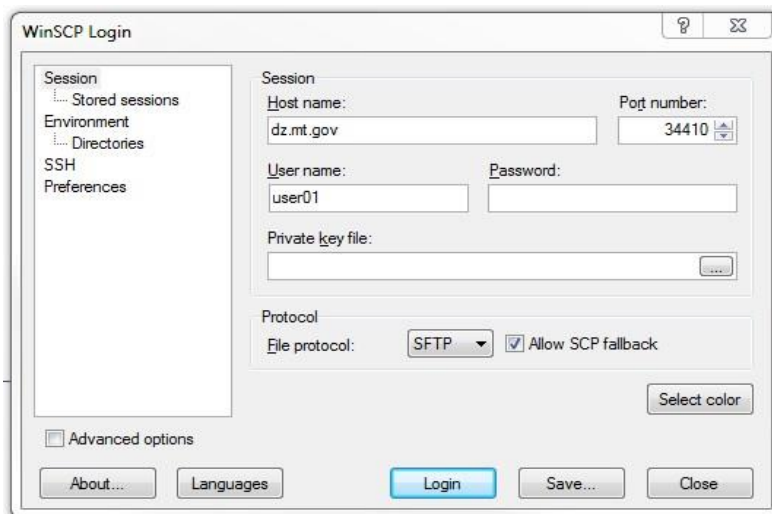 WinSCP Login
Session
Stored sessions
Environment
Directories
SSH
Preferences
Session
Host name:
Port number:
dz.mt.gov
34410
User name:
Password:
user01
Private key file:
...
Protocol
File protocol:
SFTP
Allow SCP fallback
Select color
Advanced options
About...
Languages
Login
Save...
Close